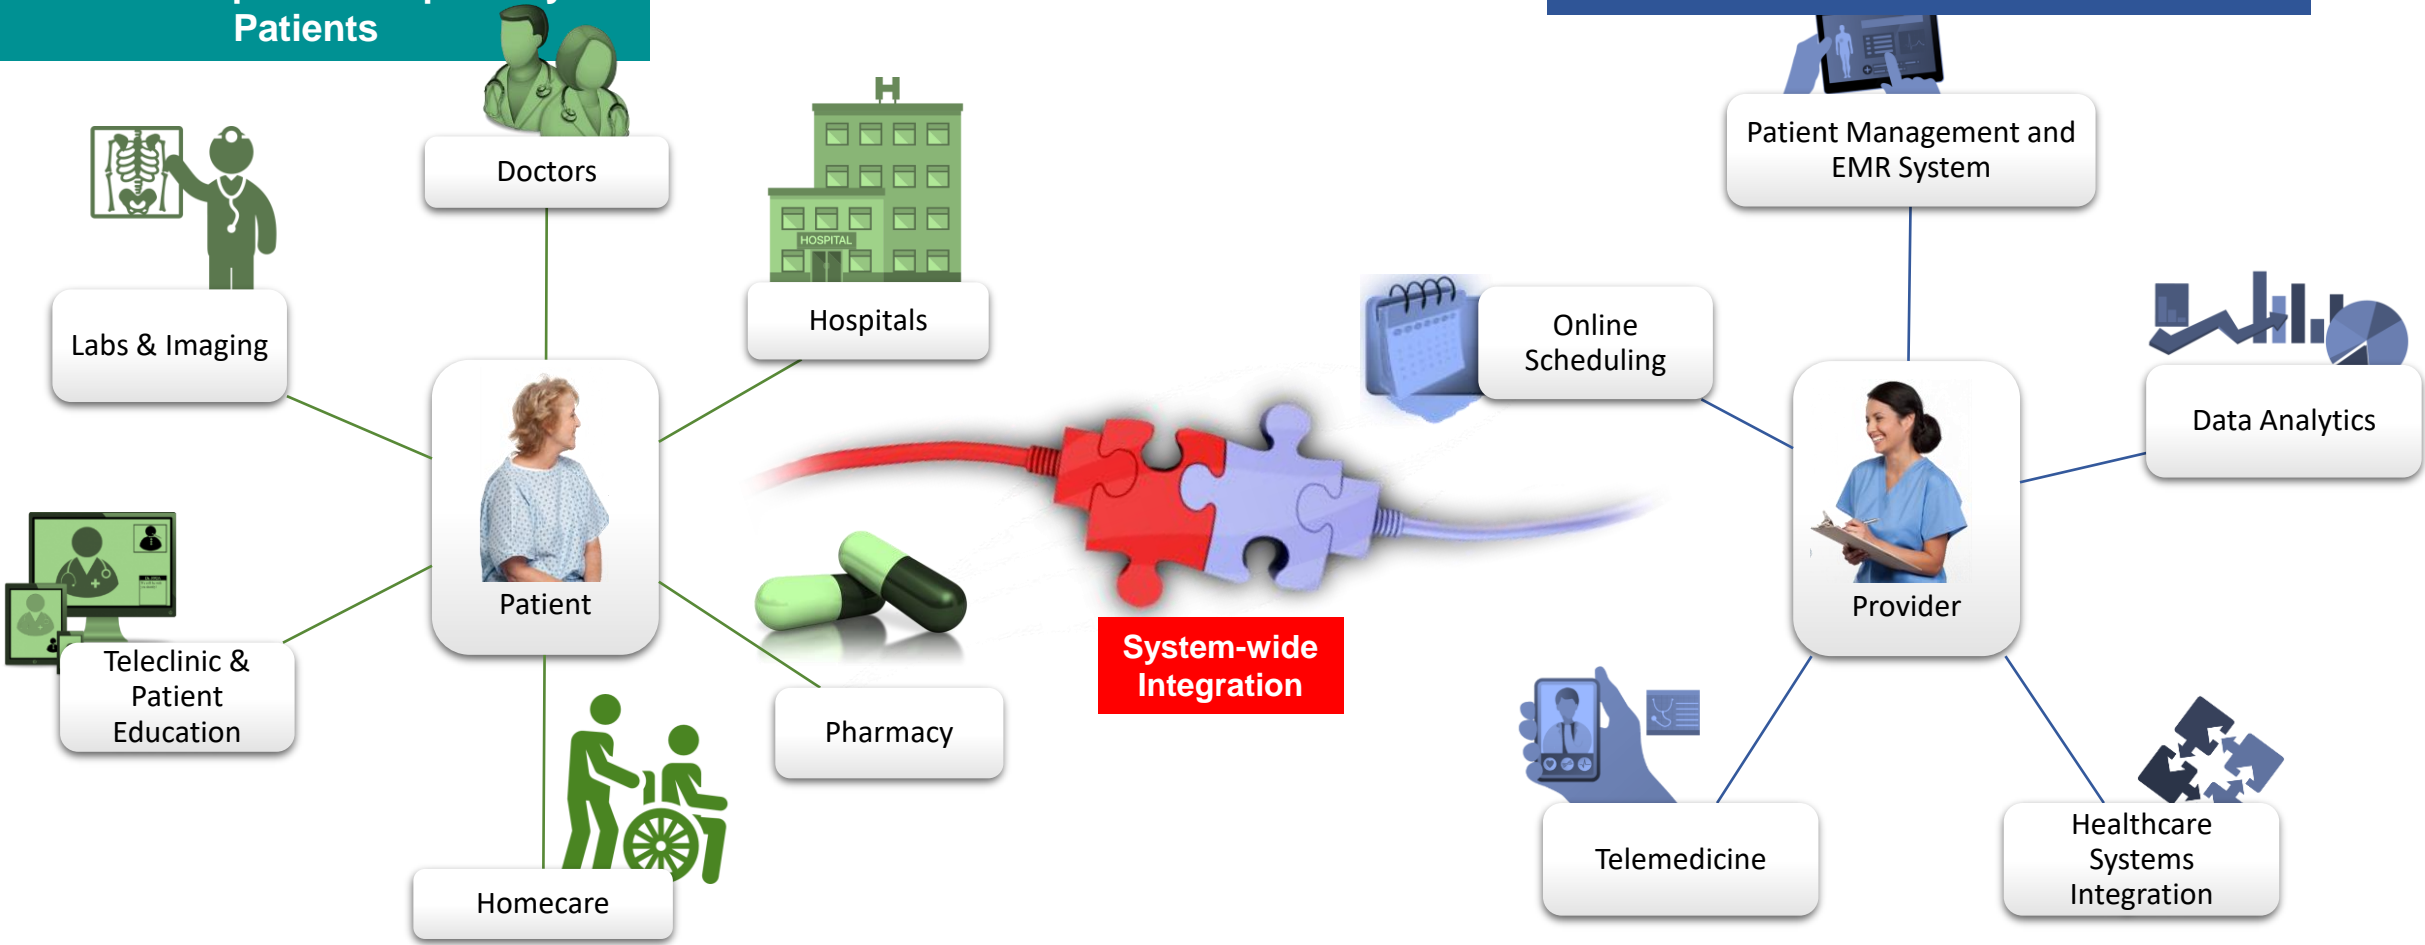 Patients
Doctors
H
HOSPITAL
Hospitals
Labs & Imaging
Patient
Teleclinic &
Patient
Education
Pharmacy
Homecare
System-wide
Integration
Patient Management and
EMR System
Online
Scheduling
Data Analytics
Provider
Telemedicine
Healthcare
Systems
Integration